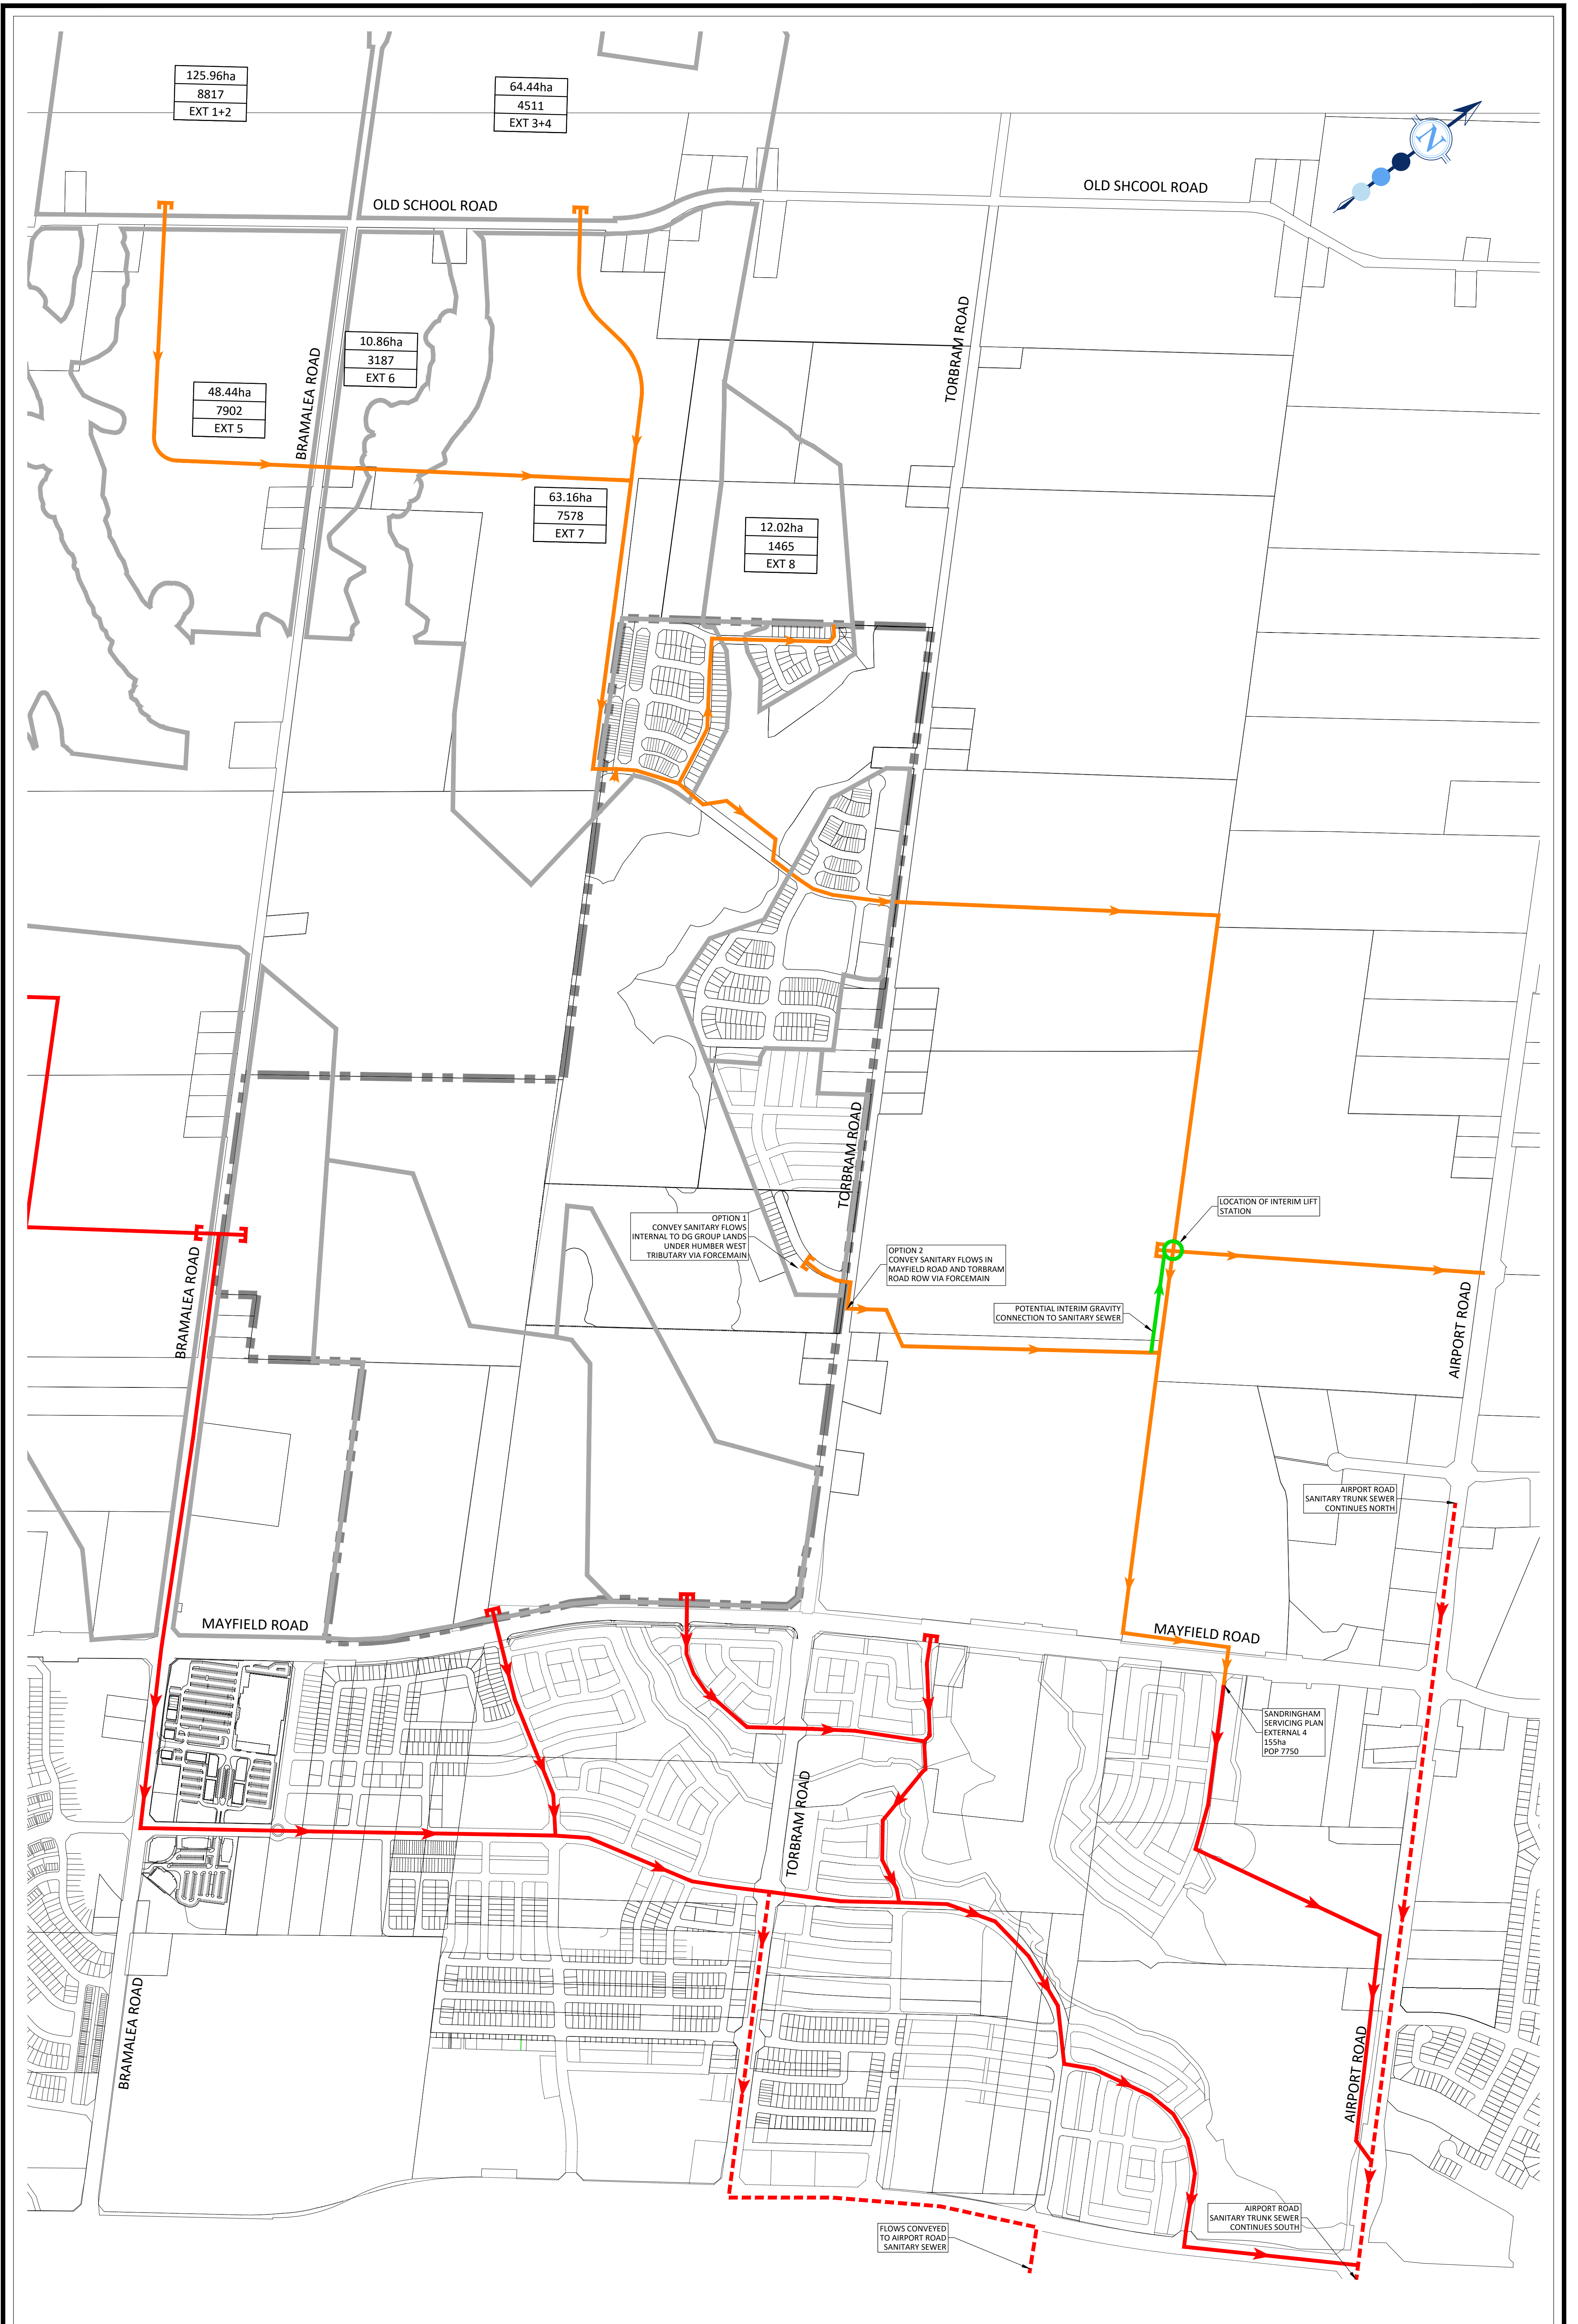 125.96ha
8817
EXT 1+2
64.44ha
4511
EXT 3+4
N
OLD SCHOOL ROAD
OLD SHCOOL ROAD
BRAMALEA ROAD
10.86ha
3187
EXT 6
TORBRAM ROAD
48.44ha
7902
EXT 5
63.16ha
7578
EXT 7
12.02ha
1465
EXT 8
TORBRAM ROAD
LOCATION OF INTERIM LIFT
STATION
OPTION 1
CONVEY SANITARY FLOWS
INTERNAL TO DG GROUP LANDS
UNDER HUMBER WEST
TRIBUTARY VIA FORCEMAIN
OPTION 2
CONVEY SANITARY FLOWS IN
MAYFIELD ROAD AND TORBRAM
ROAD ROW VIA FORCEMAIN
BRAMALEA ROAD
POTENTIAL INTERIM GRAVITY
CONNECTION TO SANITARY SEWER
AIRPORT ROAD
AIRPORT ROAD
SANITARY TRUNK SEWER
CONTINUES NORTH
MAYFIELD ROAD
MAYFIELD ROAD
SANDRINGHAM
SERVICING PLAN
EXTERNAL 4
155ha
POP 7750
TORBRAM ROAD
BRAMALEA ROAD
AIRPORT ROAD
AIRPORT ROAD
SANITARY TRUNK SEWER
CONTINUES SOUTH
FLOWS CONVEYED
TO AIRPORT ROAD
SANITARY SEWER